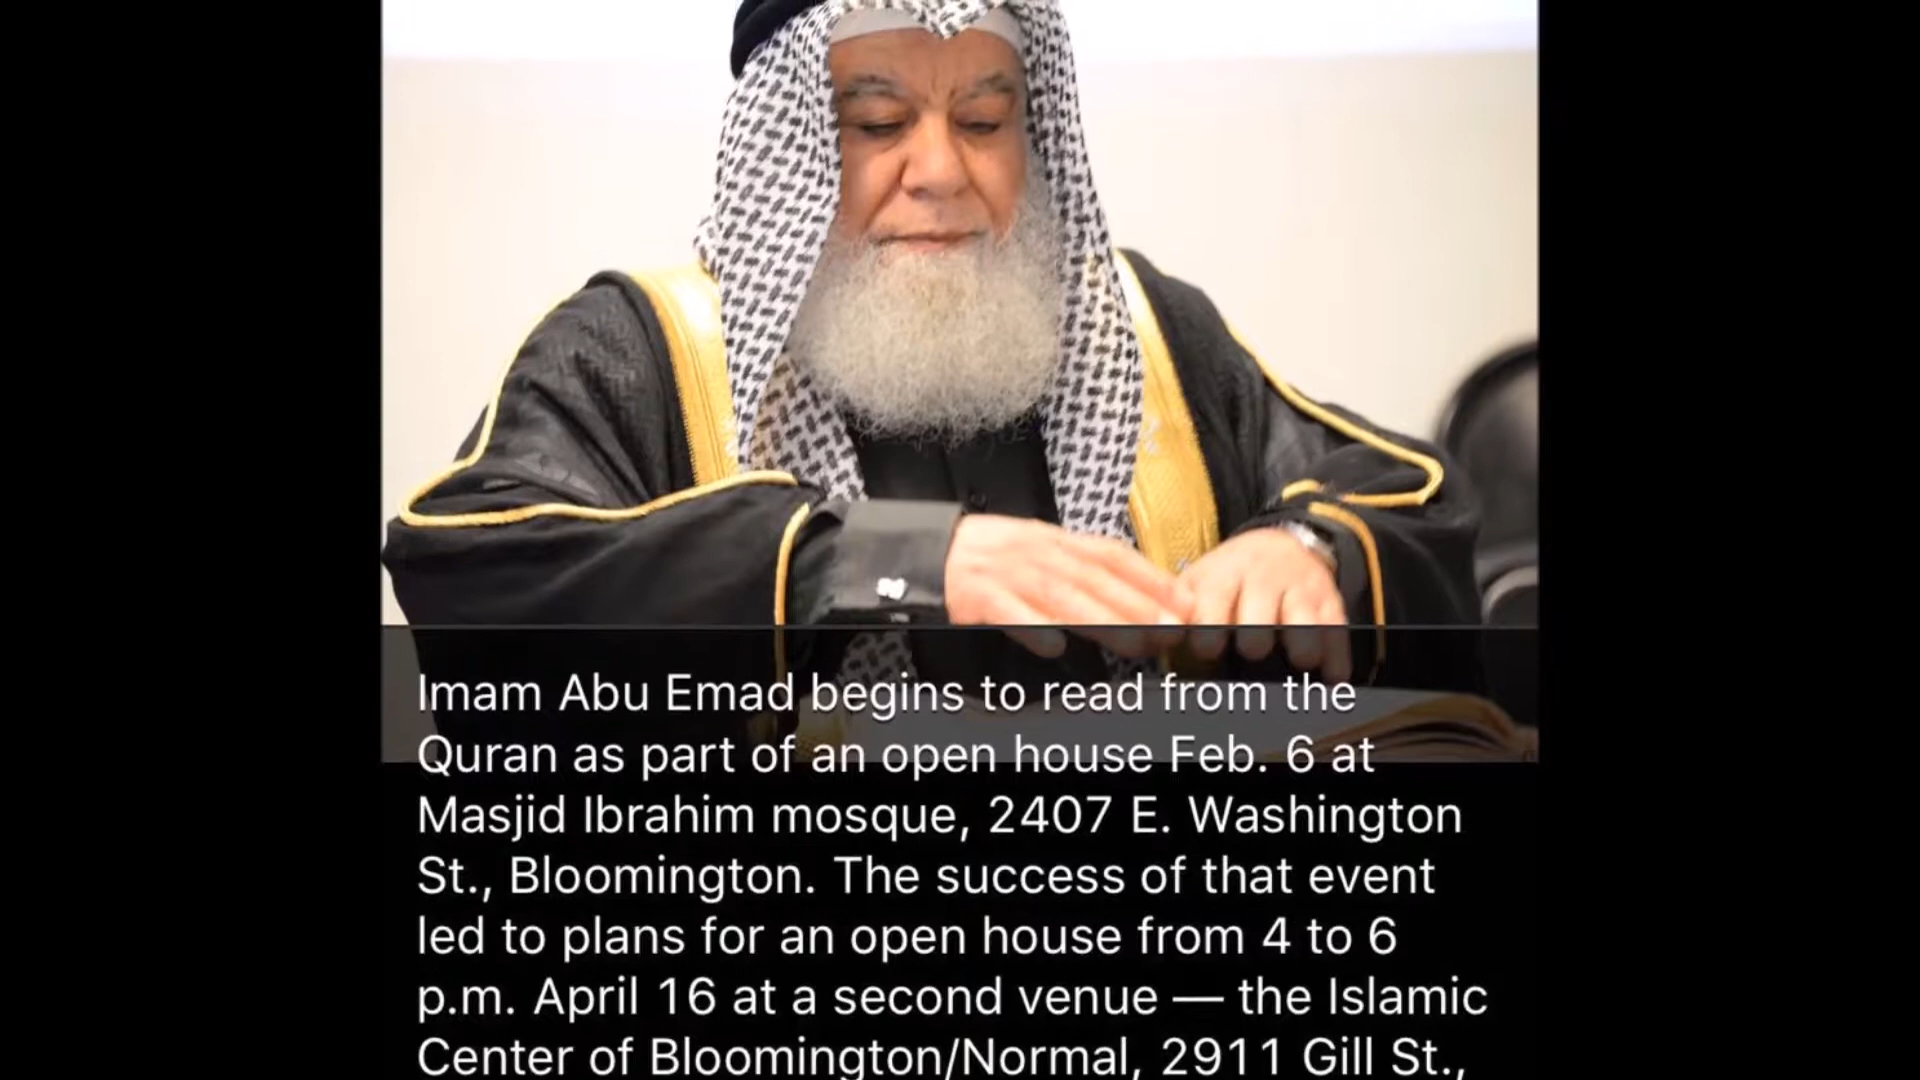 Imam Abu Emad begins to read from the
Quran as part of an open house Feb. 6 at
Masjid Ibrahim mosque, 2407 E. Washington
St., Bloomington. The success of that event
led to plans for an open house from 4 to 6
p.m. April 16 at a second venue — the Islamic
Center of Bloomington/Normal, 2911 Gill St.,